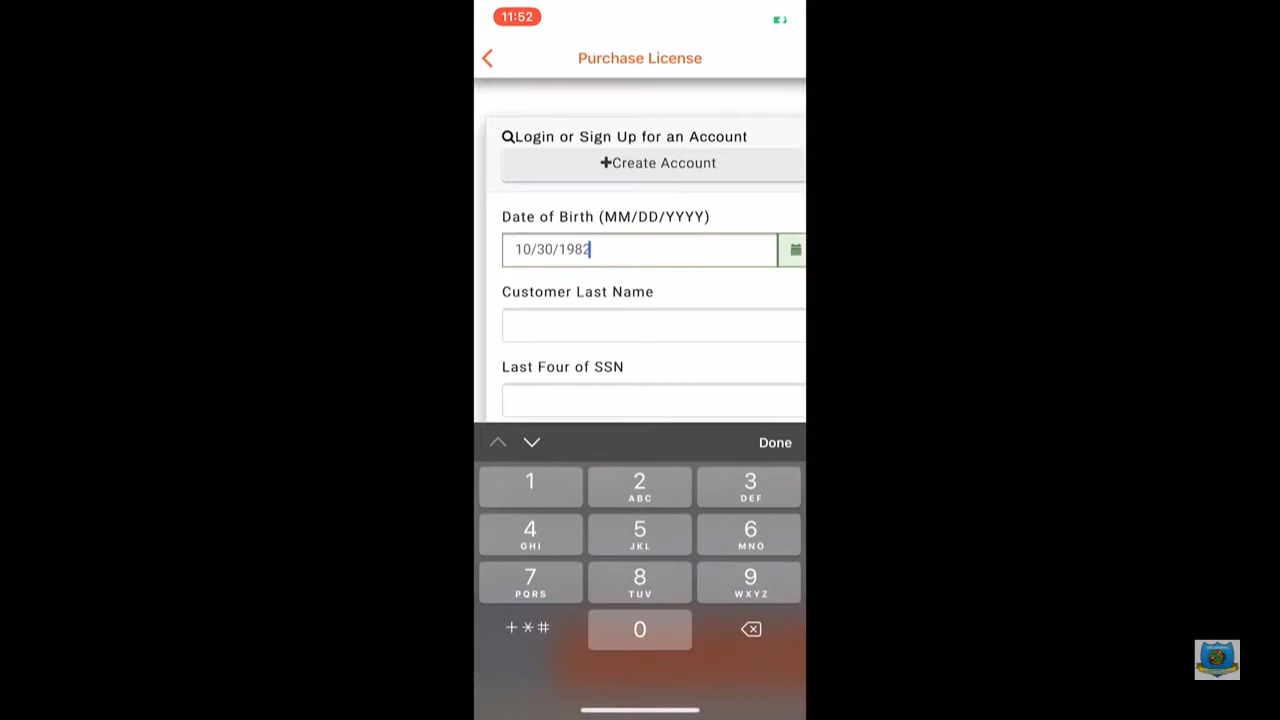 11:52
Purchase License
Login or Sign Up for an Account
+Create Account
Date of Birth (MM/DD/YYYY)
10/30/1982
Customer Last Name
Last Four of SSN
Done
1
2
ABC
3
DEF
4
GHI
5
JKL
6
MNO
7
PQRS
8
TUV
9
WXYZ
+*#
0